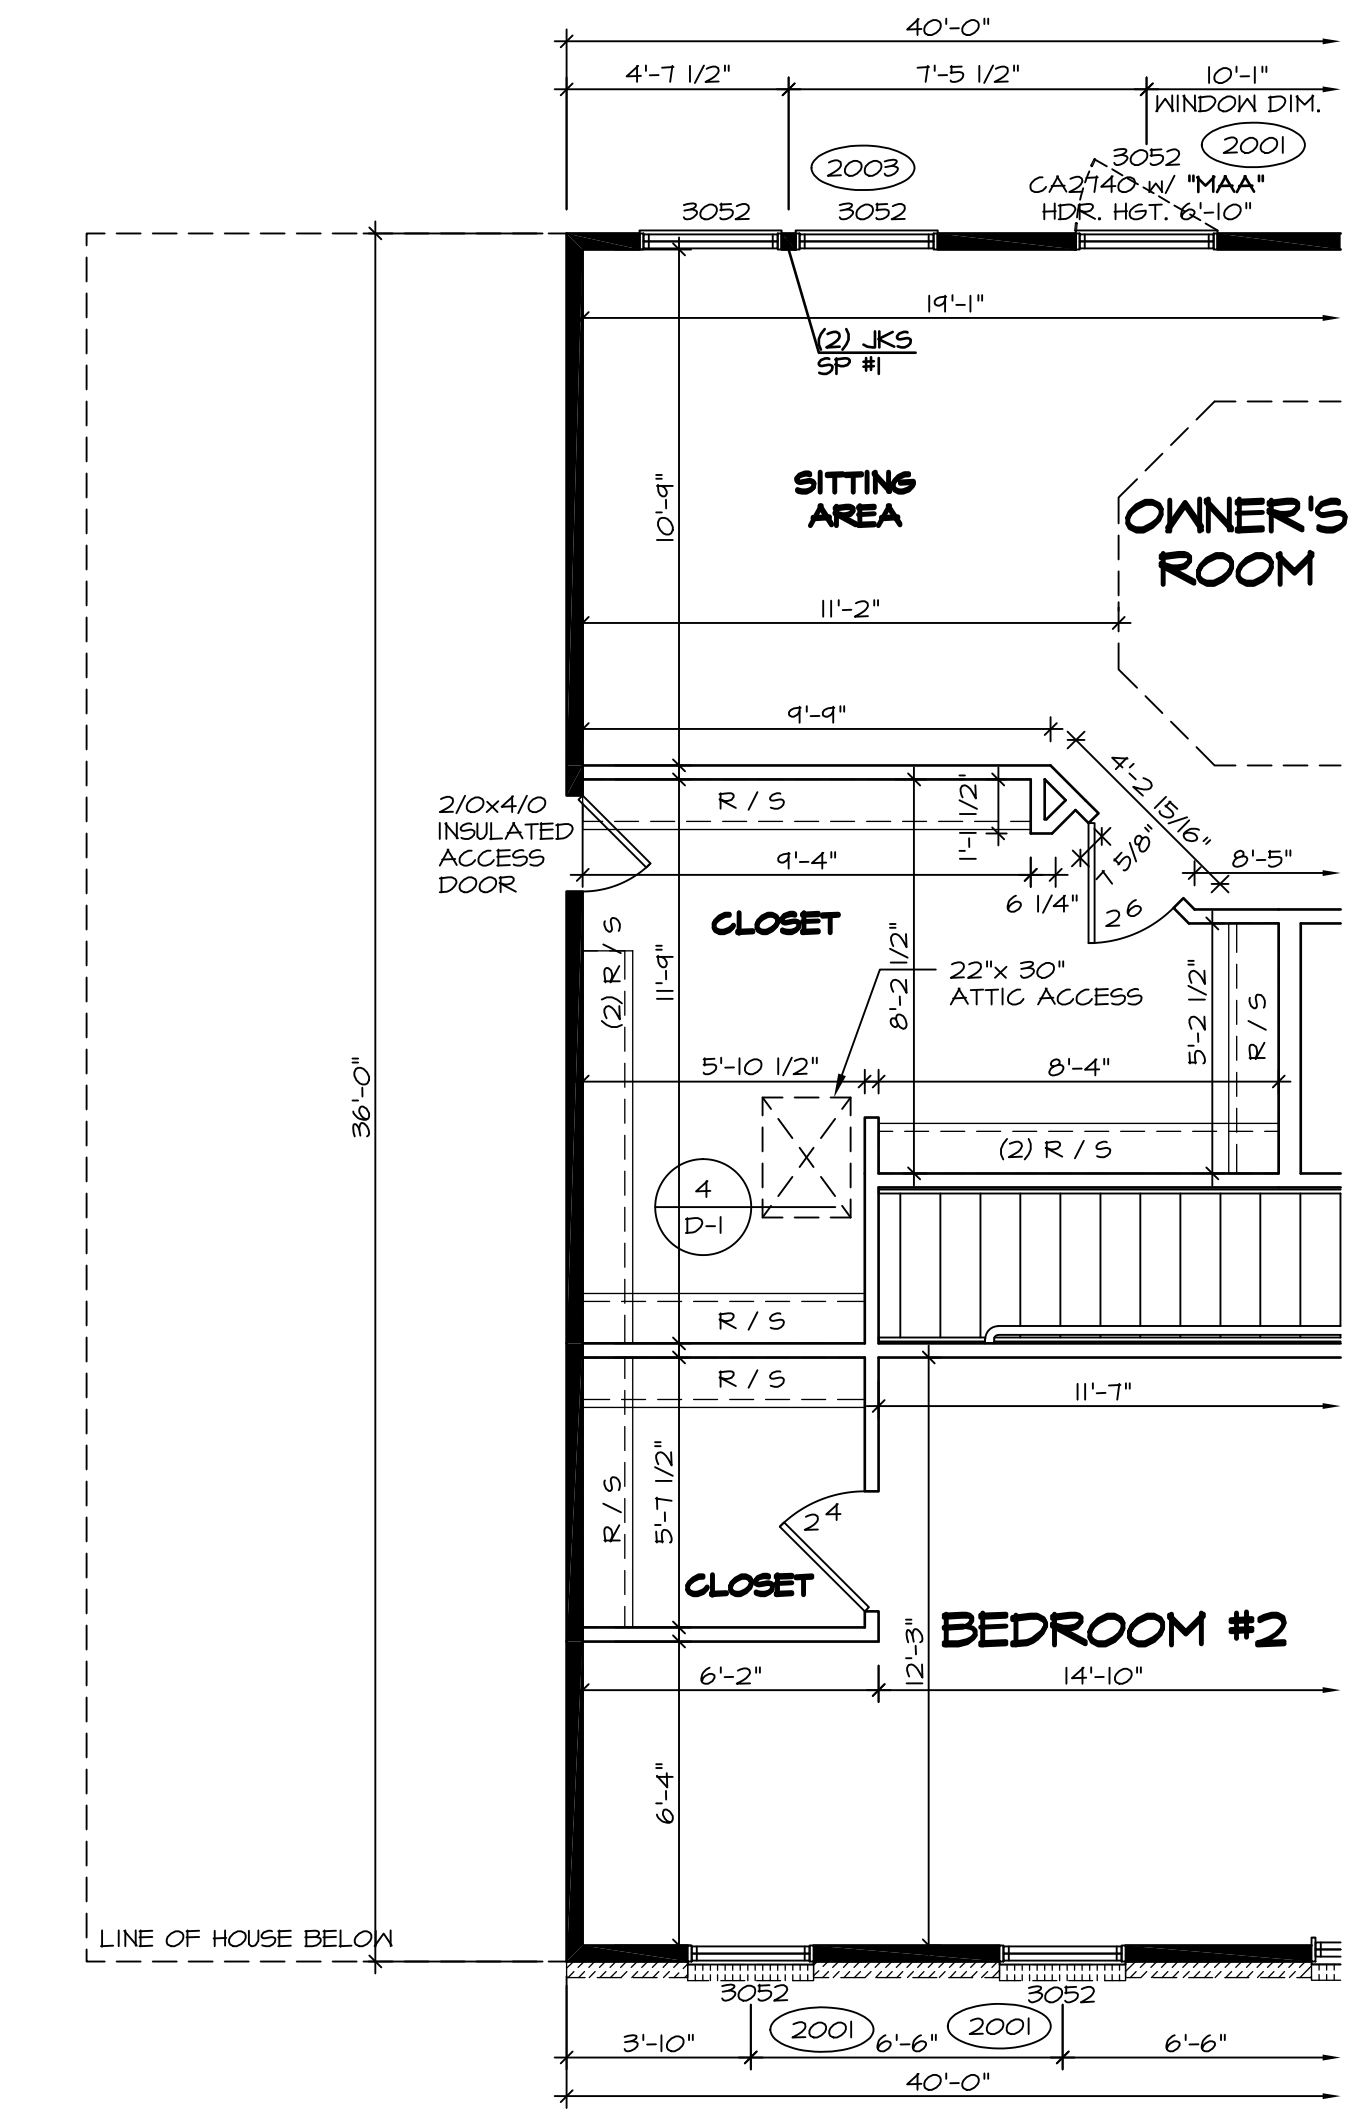 40'-0"
4'-7 1/2"
7'-5 1/2"
10'-1"
WINDOW DIM.
2003
2001
3052
CA2740 w/ "MAA"
HDR. HGT. 6'-10"
3052
3052
19'-1"
(2) JKS
SP #1
SITTING
AREA
10'-9"
OWNER'S
ROOM
11'-2"
9'-9"
4'-2 15/16"
2/0x4/0
INSULATED
ACCESS
DOOR
R / S
1'-1 1/2"
7 5/8"
9'-4"
8'-5"
6 1/4"
26
CLOSET
(2) R / S
11'-9"
8'-2 1/2"
22"x 30"
ATTIC ACCESS
5'-2 1/2"
R / S
36'-0"
5'-10 1/2"
8'-4"
(2) R / S
4
D-1
R / S
R / S
11'-7"
R / S
5'-7 1/2"
24
CLOSET
BEDROOM #2
12'-3"
6'-2"
14'-10"
6'-4"
LINE OF HOUSE BELOW
3052
3052
2001
2001
3'-10"
6'-6"
6'-6"
40'-0"